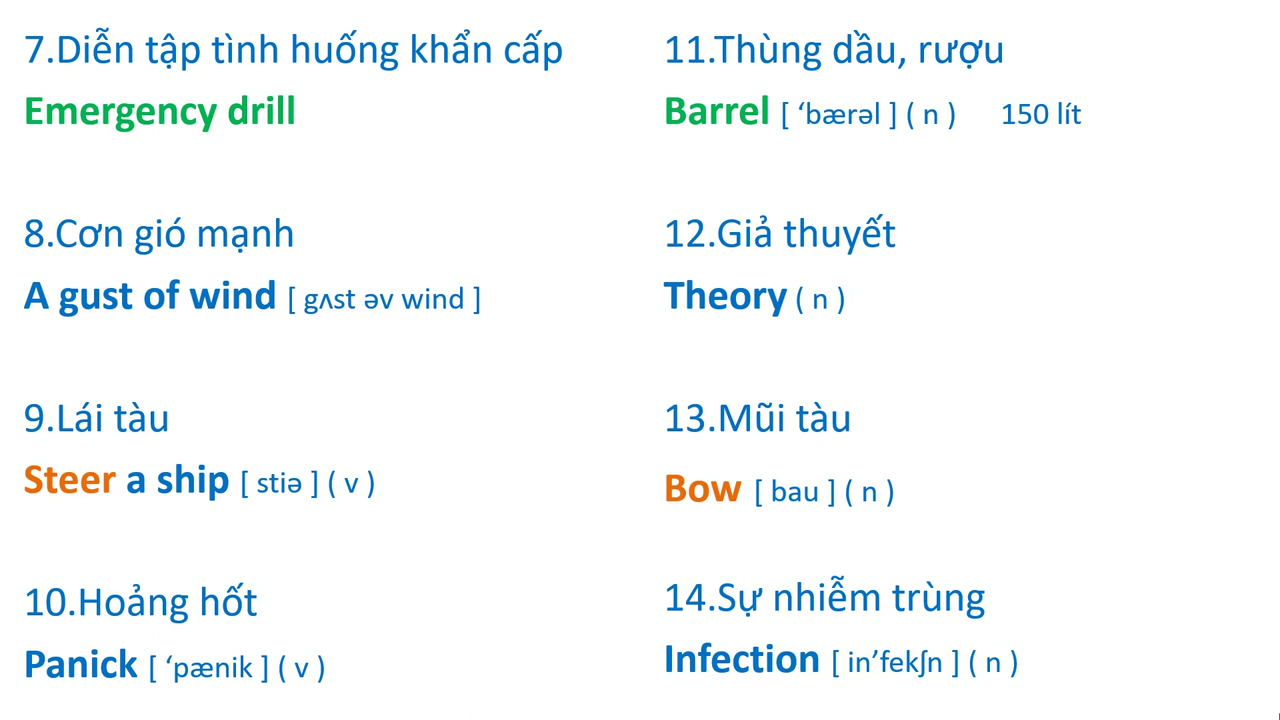 7.Diễn tập tình huống khẩn cấp
Emergency drill
8.Cơn gió mạnh
A gust of wind [ gʌst əv wind ]
9.Lái tàu
Steer a ship [ stiə ] ( v )
10.Hoảng hốt
Panick [ ‘pænik ] ( v )
11.Thùng dầu, rượu
Barrel [ ‘bærəl ] ( n ) 150 lít
12.Giả thuyết
Theory ( n )
13.Mũi tàu
Bow [ bau ] ( n )
14.Sự nhiễm trùng
Infection [ in’fekʃn ] ( n )